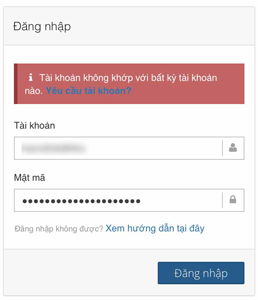 Đăng nhập
Tài khoản không khớp với bất kỳ tài khoản
nào. Yêu cầu tài khoản?
Tài khoản
Mật mã
Đăng nhập không được? Xem hướng dẫn tại đây
Đăng nhập